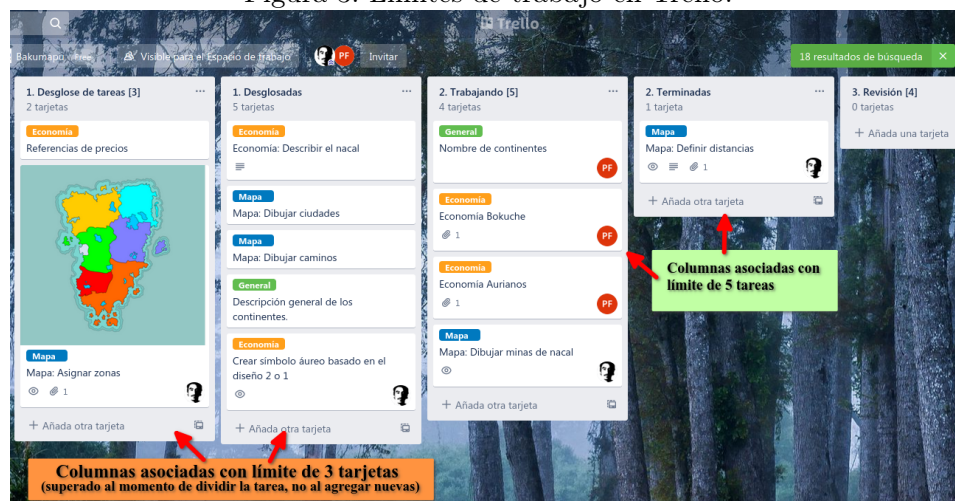 Figura 3: Límites de trabajo en Trello.
Trello
Bakumapu Free
Visible para el Espacio de trabajo
PF
Invitar
18 resultados de búsqueda ×
1. Desglose de tareas [3] ...
2 tarjetas
Economía
Referencias de precios
Mapa
Mapa: Asignar zonas
1
+ Añada otra tarjeta
1. Desglosadas ...
5 tarjetas
Economía
Economía: Describir el nacal
Mapa
Mapa: Dibujar ciudades
Mapa
Mapa: Dibujar caminos
General
Descripción general de los
continentes.
Economía
Crear símbolo áureo basado en el
diseño 2 o 1
+ Añada otra tarjeta
2. Trabajando [5] ...
4 tarjetas
General
Nombre de continentes
PF
Economía
Economía Bokuche
1
PF
Economía
Economía Aurianos
1
PF
Mapa
Mapa: Dibujar minas de nacal
+ Añada otra tarjeta
2. Terminadas ...
1 tarjeta
Mapa
Mapa: Definir distancias
1
+ Añada otra tarjeta
3. Revisión [4]
0 tarjetas
+ Añada una tarjeta
Columnas asociadas con
límite de 5 tareas
Columnas asociadas con límite de 3 tarjetas
(superado al momento de dividir la tarea, no al agregar nuevas)